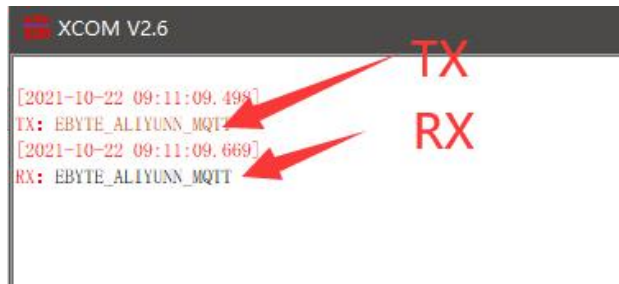 XCOM V2.6
TX
[2021-10-22 09:11:09.498]
TX: EBYTE_ALIYUNN_MQTT
RX
[2021-10-22 09:11:09.669]
RX: EBYTE_ALIYUNN_MQTT